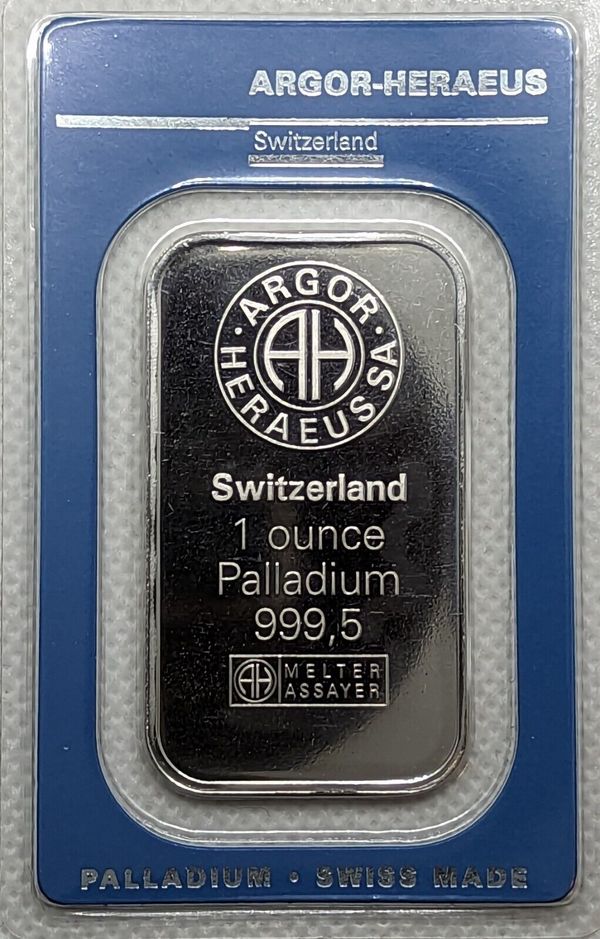 ARGOR-HERAEUS
Switzerland
· ARGOR · HERAEUS SA
AH
Switzerland
1 ounce
Palladium
999,5
AH MELTER
ASSAYER
PALLADIUM · SWISS MADE